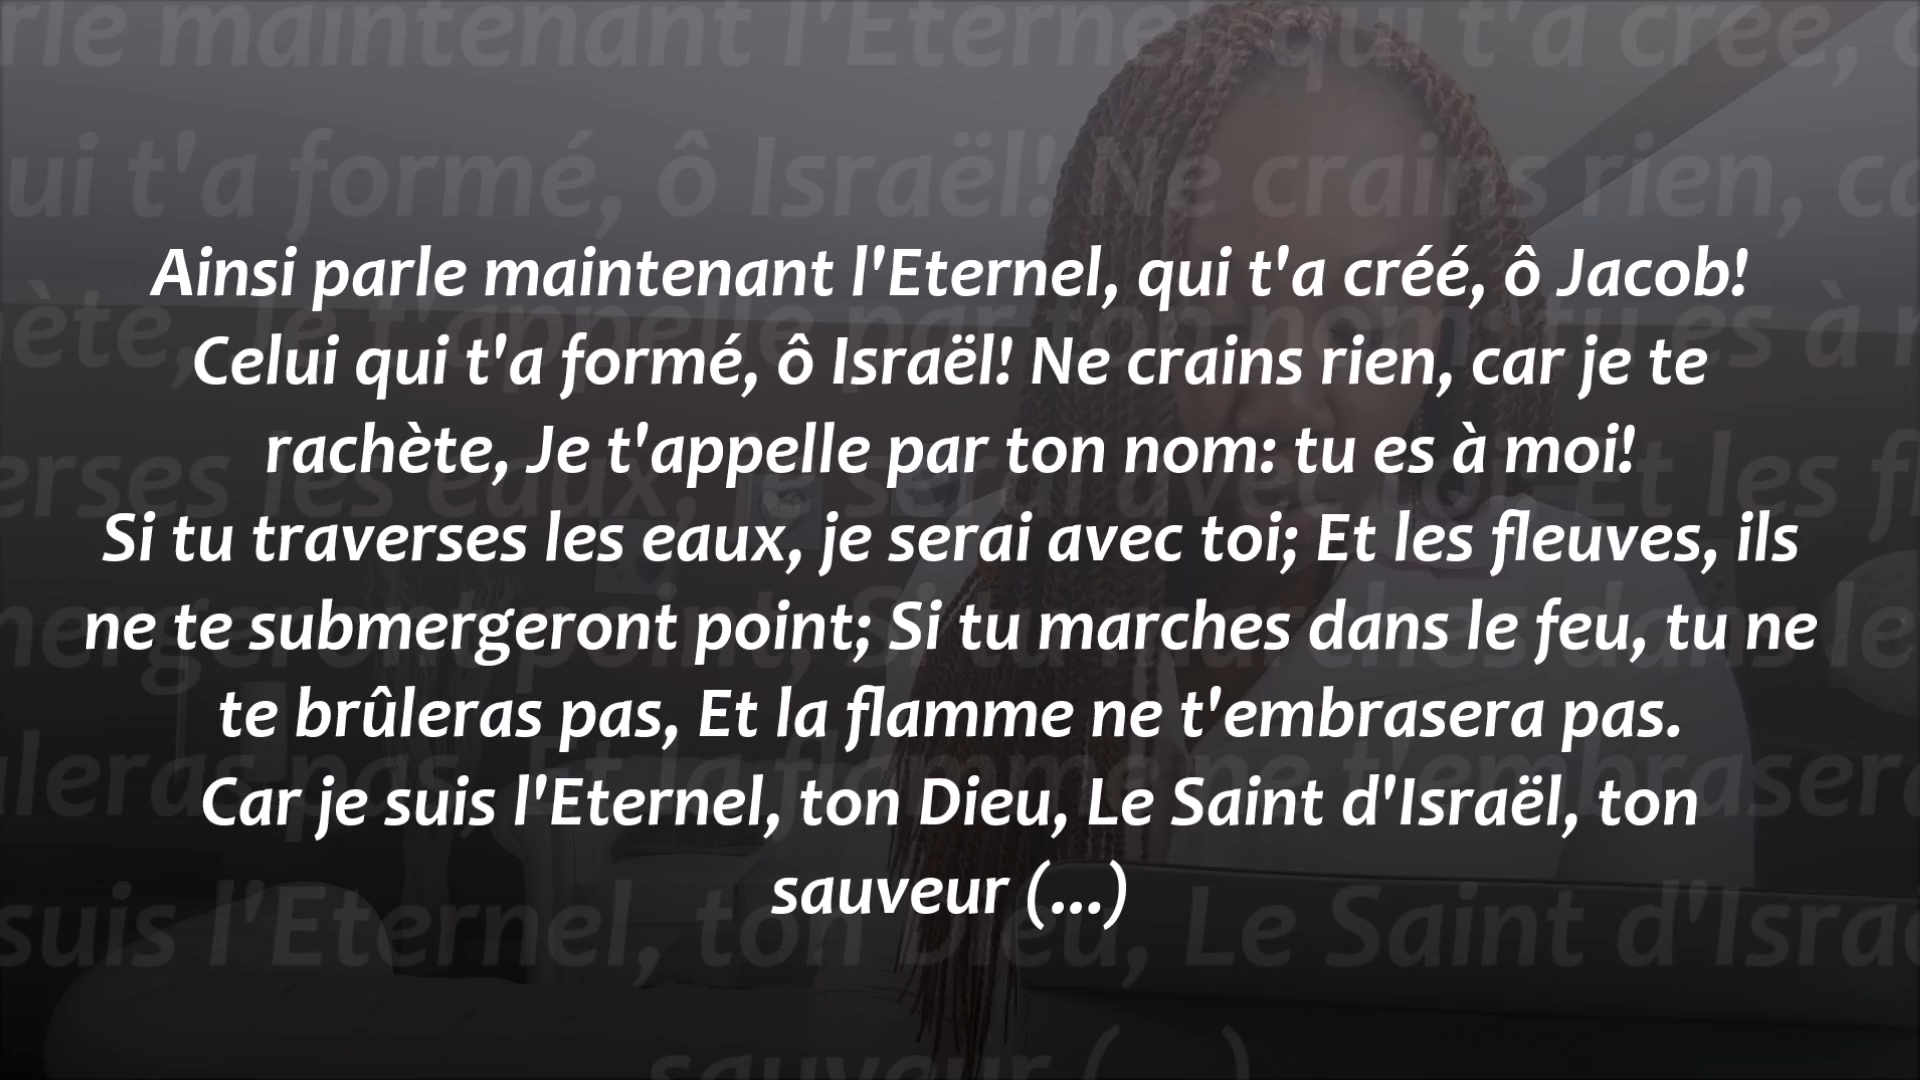 Ainsi parle maintenant l'Eternel, qui t'a créé, ô Jacob!
Celui qui t'a formé, ô Israël! Ne crains rien, car je te
rachète, Je t'appelle par ton nom: tu es à moi!
Si tu traverses les eaux, je serai avec toi; Et les fleuves, ils
ne te submergeront point; Si tu marches dans le feu, tu ne
te brûleras pas, Et la flamme ne t'embrasera pas.
Car je suis l'Eternel, ton Dieu, Le Saint d'Israël, ton
sauveur (...)